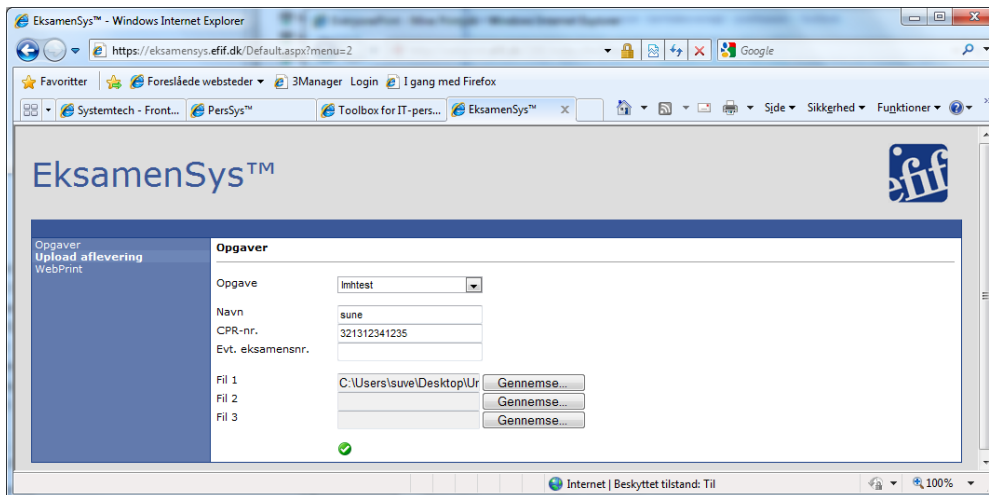 EksamenSys™ - Windows Internet Explorer
https://eksamensys.efif.dk/Default.aspx?menu=2
Google
Favoritter Foreslåede websteder 3Manager Login I gang med Firefox
Systemtech - Front... PersSys™ Toolbox for IT-pers... EksamenSys™ x Side Sikkerhed Funktioner
EksamenSys™
efif
Opgaver
Upload aflevering
WebPrint
Opgaver
Opgave lmhtest
Navn sune
CPR-nr. 321312341235
Evt. eksamensnr.
Fil 1 C:\Users\suve\Desktop\Ur Gennemse...
Fil 2 Gennemse...
Fil 3 Gennemse...
Internet | Beskyttet tilstand: Til 100%